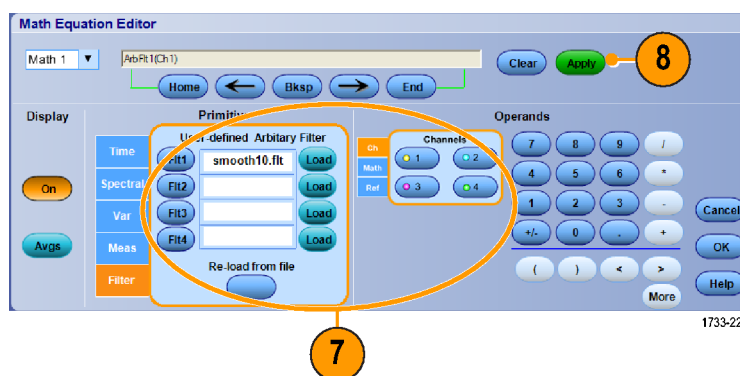 Math Equation Editor
Math 1
ArbFlt1(Ch1)
Clear
Apply
8
Home
Bksp
End
Display
Operands
User-defined Arbitary Filter
Time
Spectral
Var
Meas
Filter
On
Avgs
Flt1
smooth10.flt
Load
Flt2
Load
Flt3
Load
Flt4
Load
Re-load from file
Ch
Math
Ref
Channels
1
2
3
4
7 8 9 /
4 5 6 *
1 2 3 -
+/- 0 . +
( ) < >
More
Cancel
OK
Help
7
1733-22